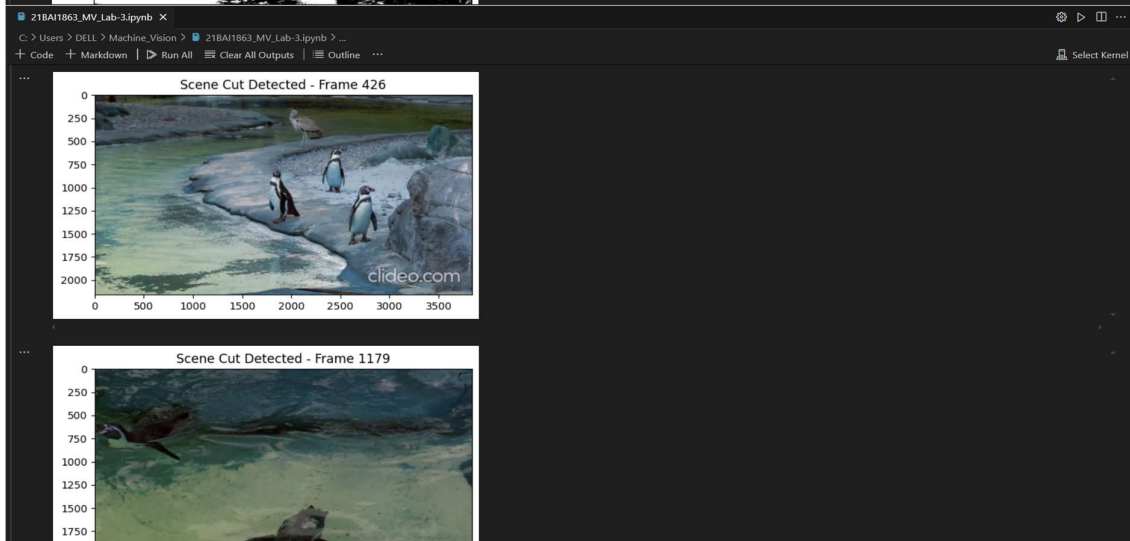 21BAI1863_MV_Lab-3.ipynb ×
C: > Users > DELL > Machine_Vision > 21BAI1863_MV_Lab-3.ipynb > ...
+ Code + Markdown | Run All Clear All Outputs | Outline ...
Select Kernel
Scene Cut Detected - Frame 426
0
250
500
750
1000
1250
1500
1750
2000
clideo.com
0 500 1000 1500 2000 2500 3000 3500
Scene Cut Detected - Frame 1179
0
250
500
750
1000
1250
1500
1750